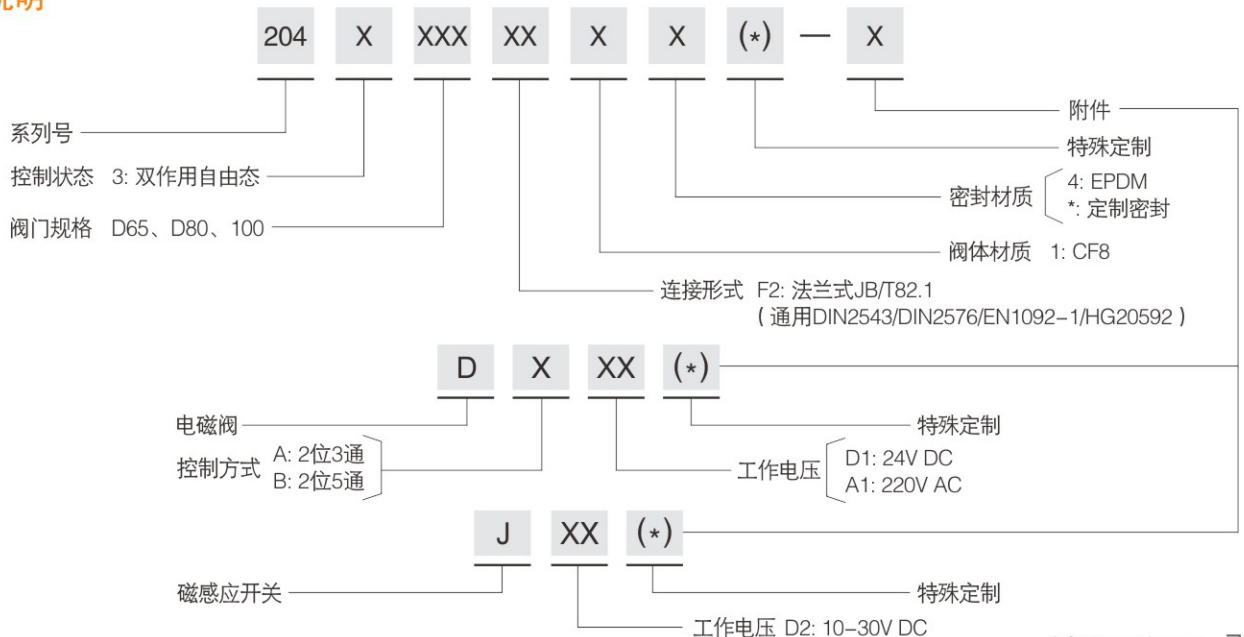 说明
204 X XXX XX X X (*) — X
附件
系列号
特殊定制
控制状态 3: 双作用自由态
密封材质 4: EPDM
*: 定制密封
阀门规格 D65、D80、100
阀体材质 1: CF8
连接形式 F2: 法兰式JB/T82.1
( 通用DIN2543/DIN2576/EN1092-1/HG20592 )
D X XX (*)
电磁阀
特殊定制
控制方式 A: 2位3通
B: 2位5通
工作电压 D1: 24V DC
A1: 220V AC
J XX (*)
磁感应开关
特殊定制
工作电压 D2: 10-30V DC